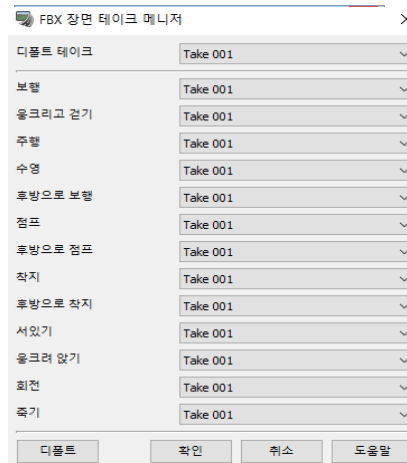 FBX 장면 테이크 메니저
디폴트 테이크 Take 001
보행 Take 001
웅크리고 걷기 Take 001
주행 Take 001
수영 Take 001
후방으로 보행 Take 001
점프 Take 001
후방으로 점프 Take 001
착지 Take 001
후방으로 착지 Take 001
서있기 Take 001
웅크려 앉기 Take 001
회전 Take 001
죽기 Take 001
디폴트 확인 취소 도움말